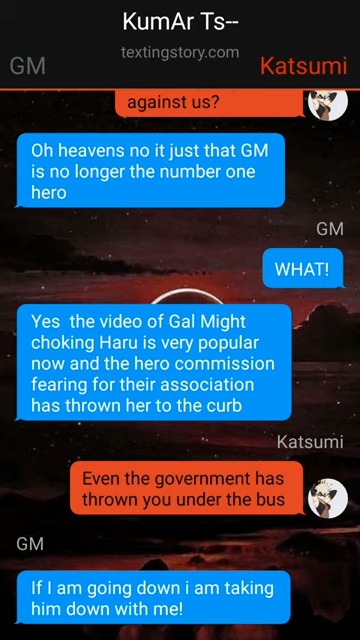 KumAr Ts--
textingstory.com
GM
Katsumi
against us?
Oh heavens no it just that GM
is no longer the number one
hero
GM
WHAT!
Yes  the video of Gal Might
choking Haru is very popular
now and the hero commission
fearing for their association
has thrown her to the curb
Katsumi
Even the government has
thrown you under the bus
GM
If I am going down i am taking
him down with me!